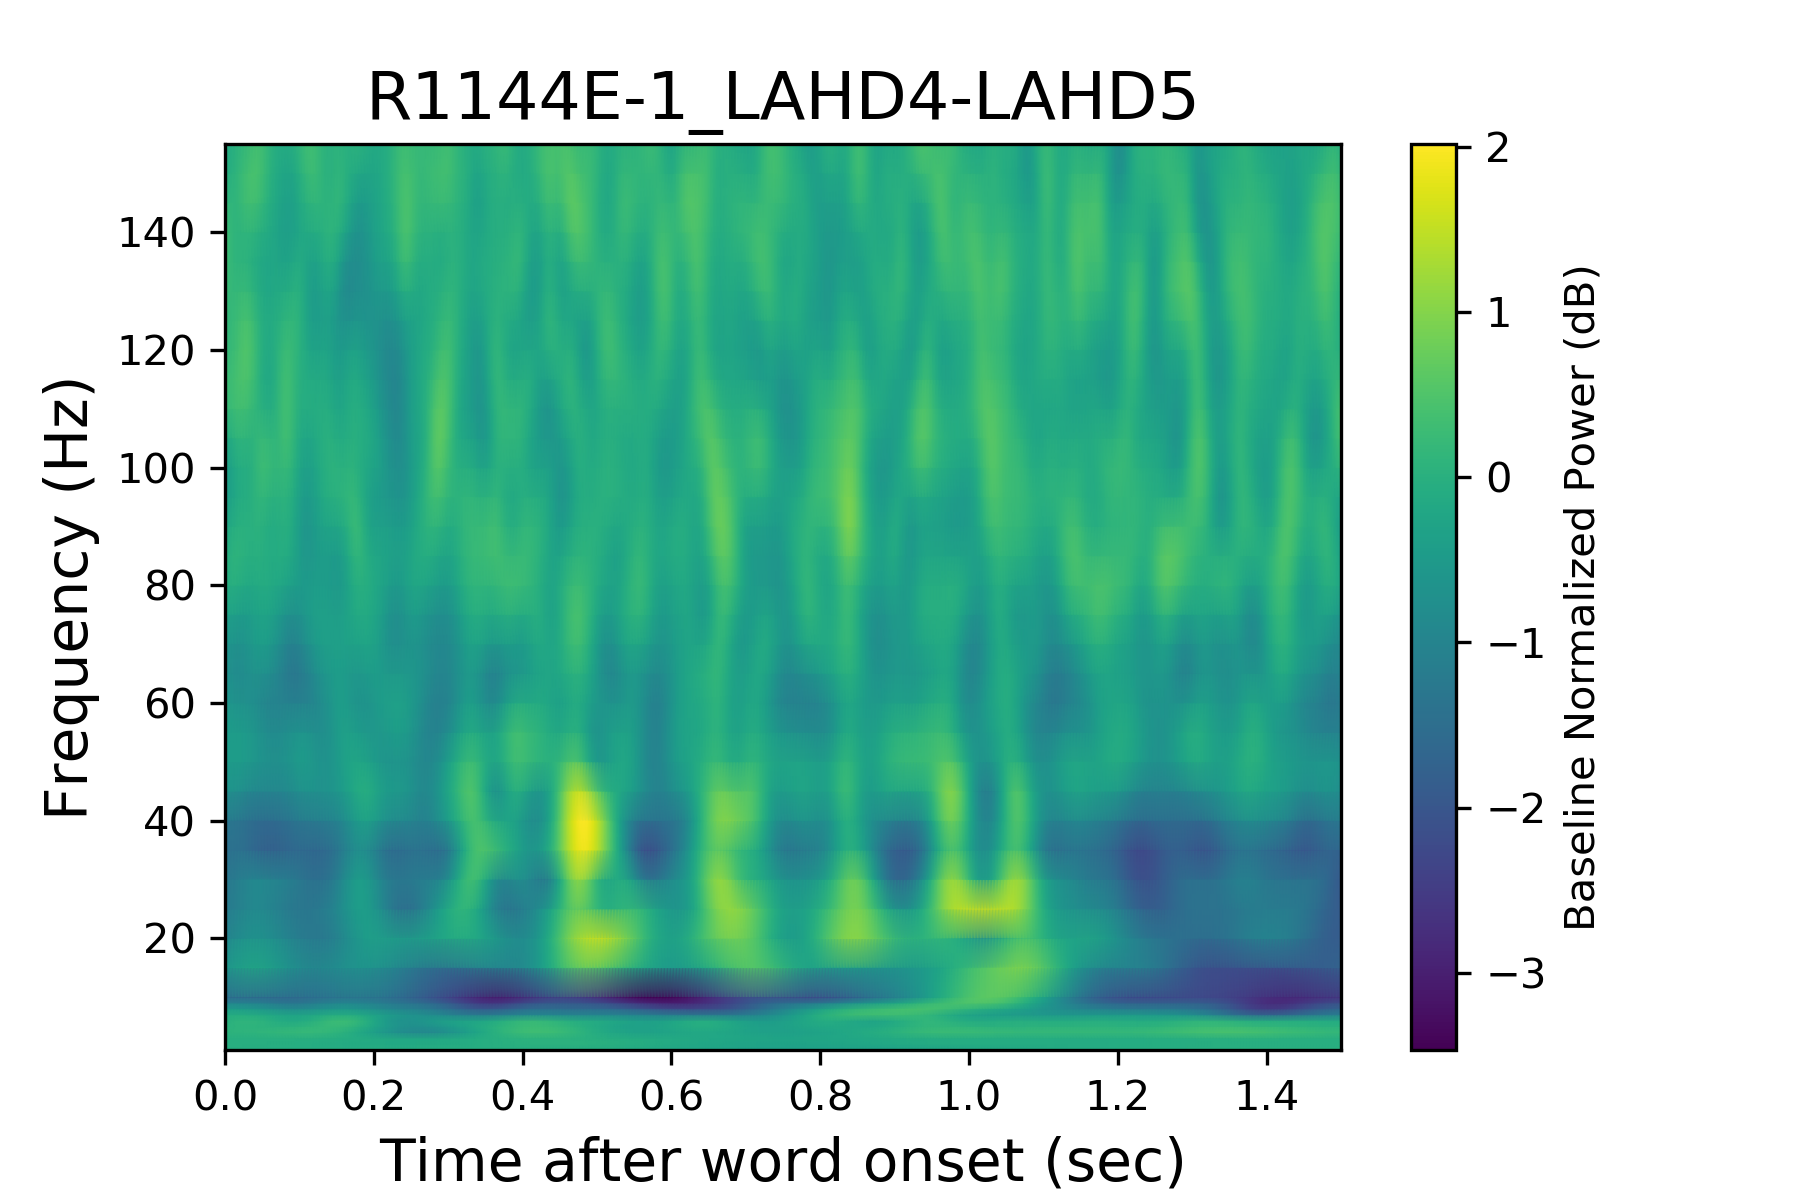 R1144E-1_LAHD4-LAHD5
Frequency (Hz)
140
120
100
80
60
40
20
0.0 0.2 0.4 0.6 0.8 1.0 1.2 1.4
Time after word onset (sec)
2
1
0
−1
−2
−3
Baseline Normalized Power (dB)